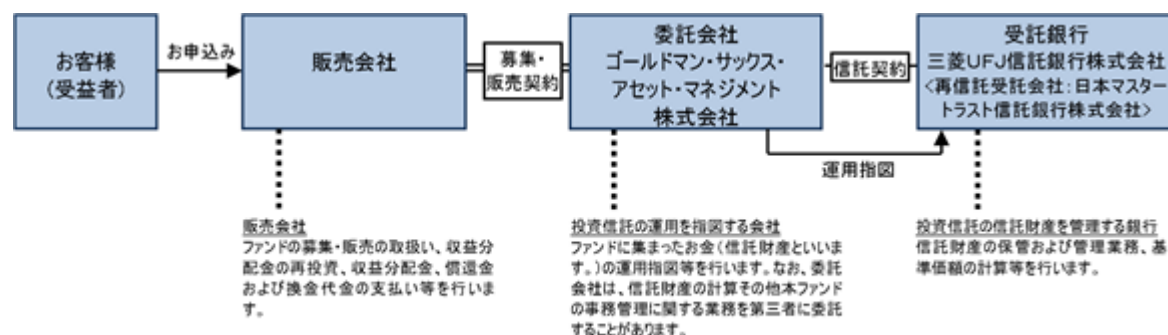 お客様
(受益者)
お申込み
販売会社
募集・
販売契約
委託会社
ゴールドマン・サックス・
アセット・マネジメント
株式会社
信託契約
受託銀行
三菱UFJ信託銀行株式会社
<再信託受託会社:日本マスター
トラスト信託銀行株式会社>
運用指図
販売会社
ファンドの募集・販売の取扱い、収益分
配金の再投資、収益分配金、償還金
および換金代金の支払い等を行いま
す。
投資信託の運用を指図する会社
ファンドに集まったお金(信託財産といいま
す。)の運用指図等を行います。なお、委託
会社は、信託財産の計算その他本ファンド
の事務管理に関する業務を第三者に委託
することがあります。
投資信託の信託財産を管理する銀行
信託財産の保管および管理業務、基
準価額の計算等を行います。